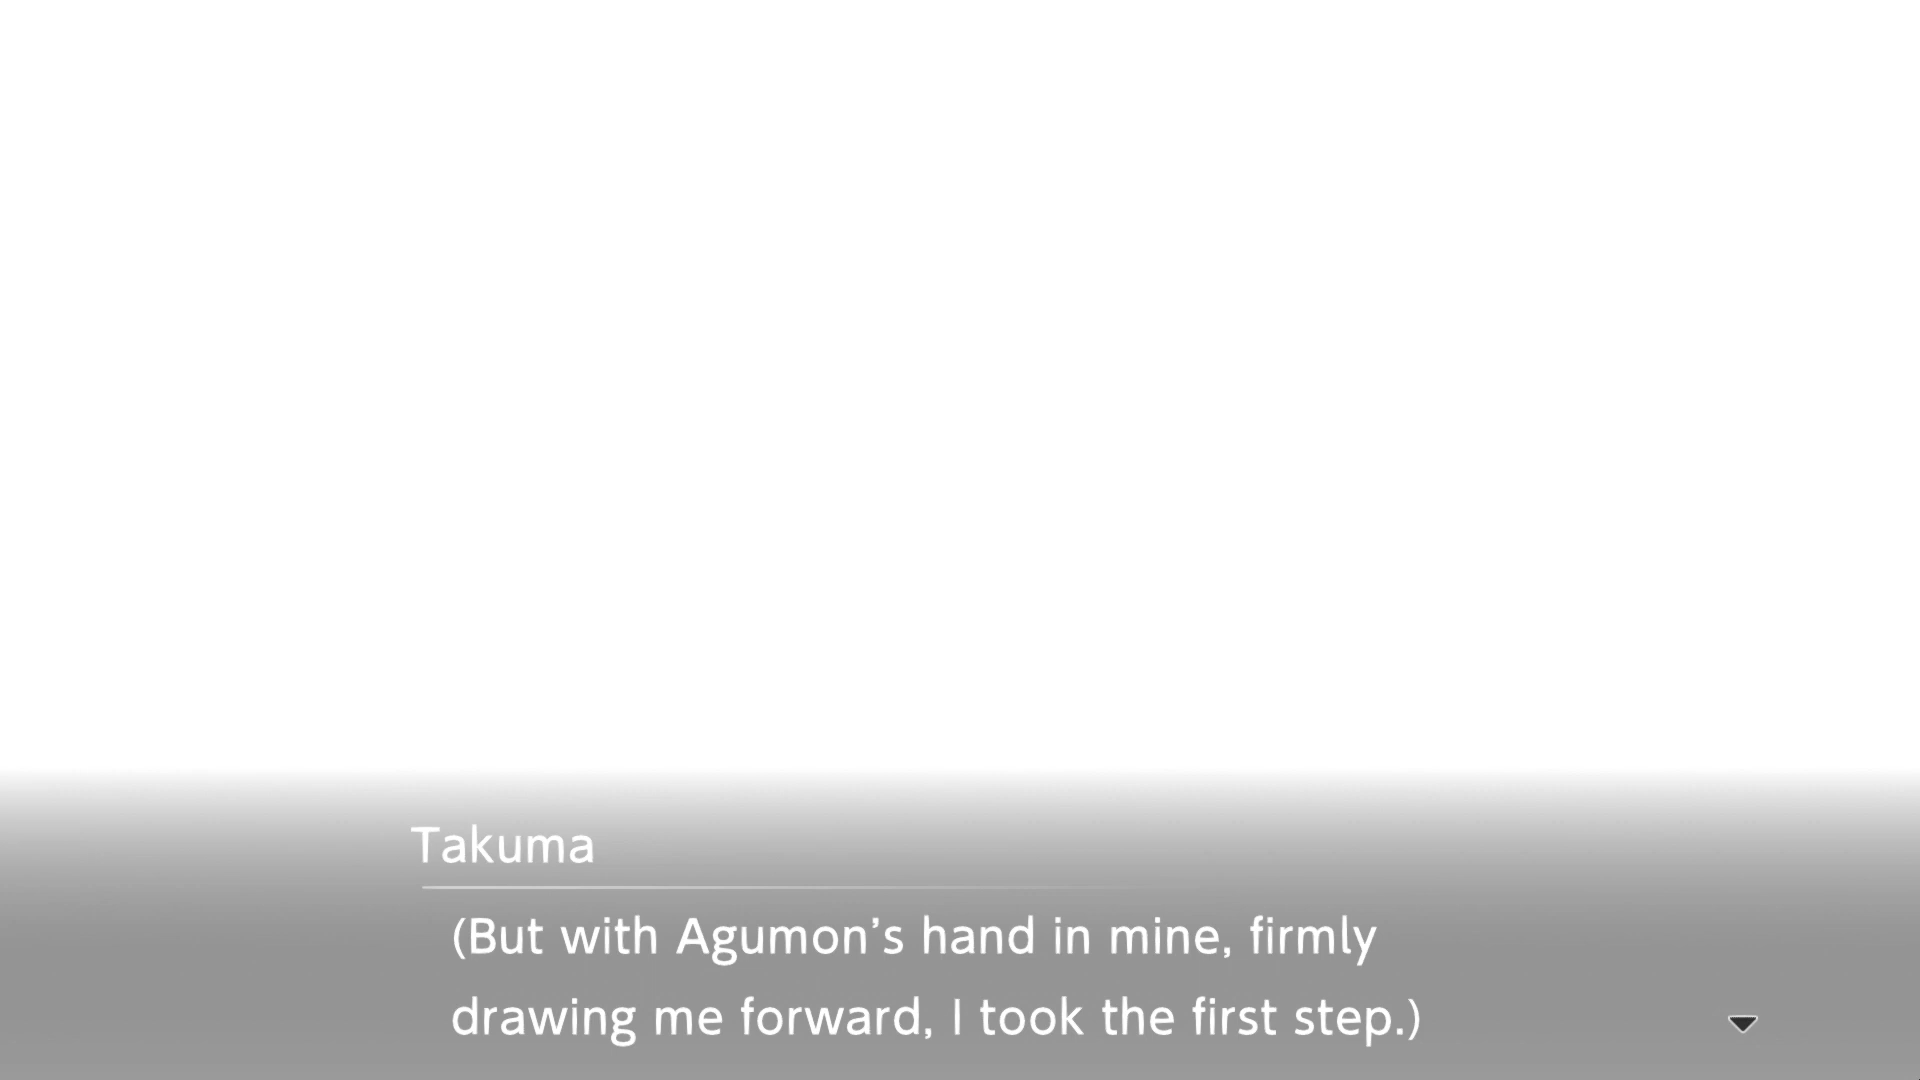 Takuma
(But with Agumon’s hand in mine, firmly
drawing me forward, I took the first step.)